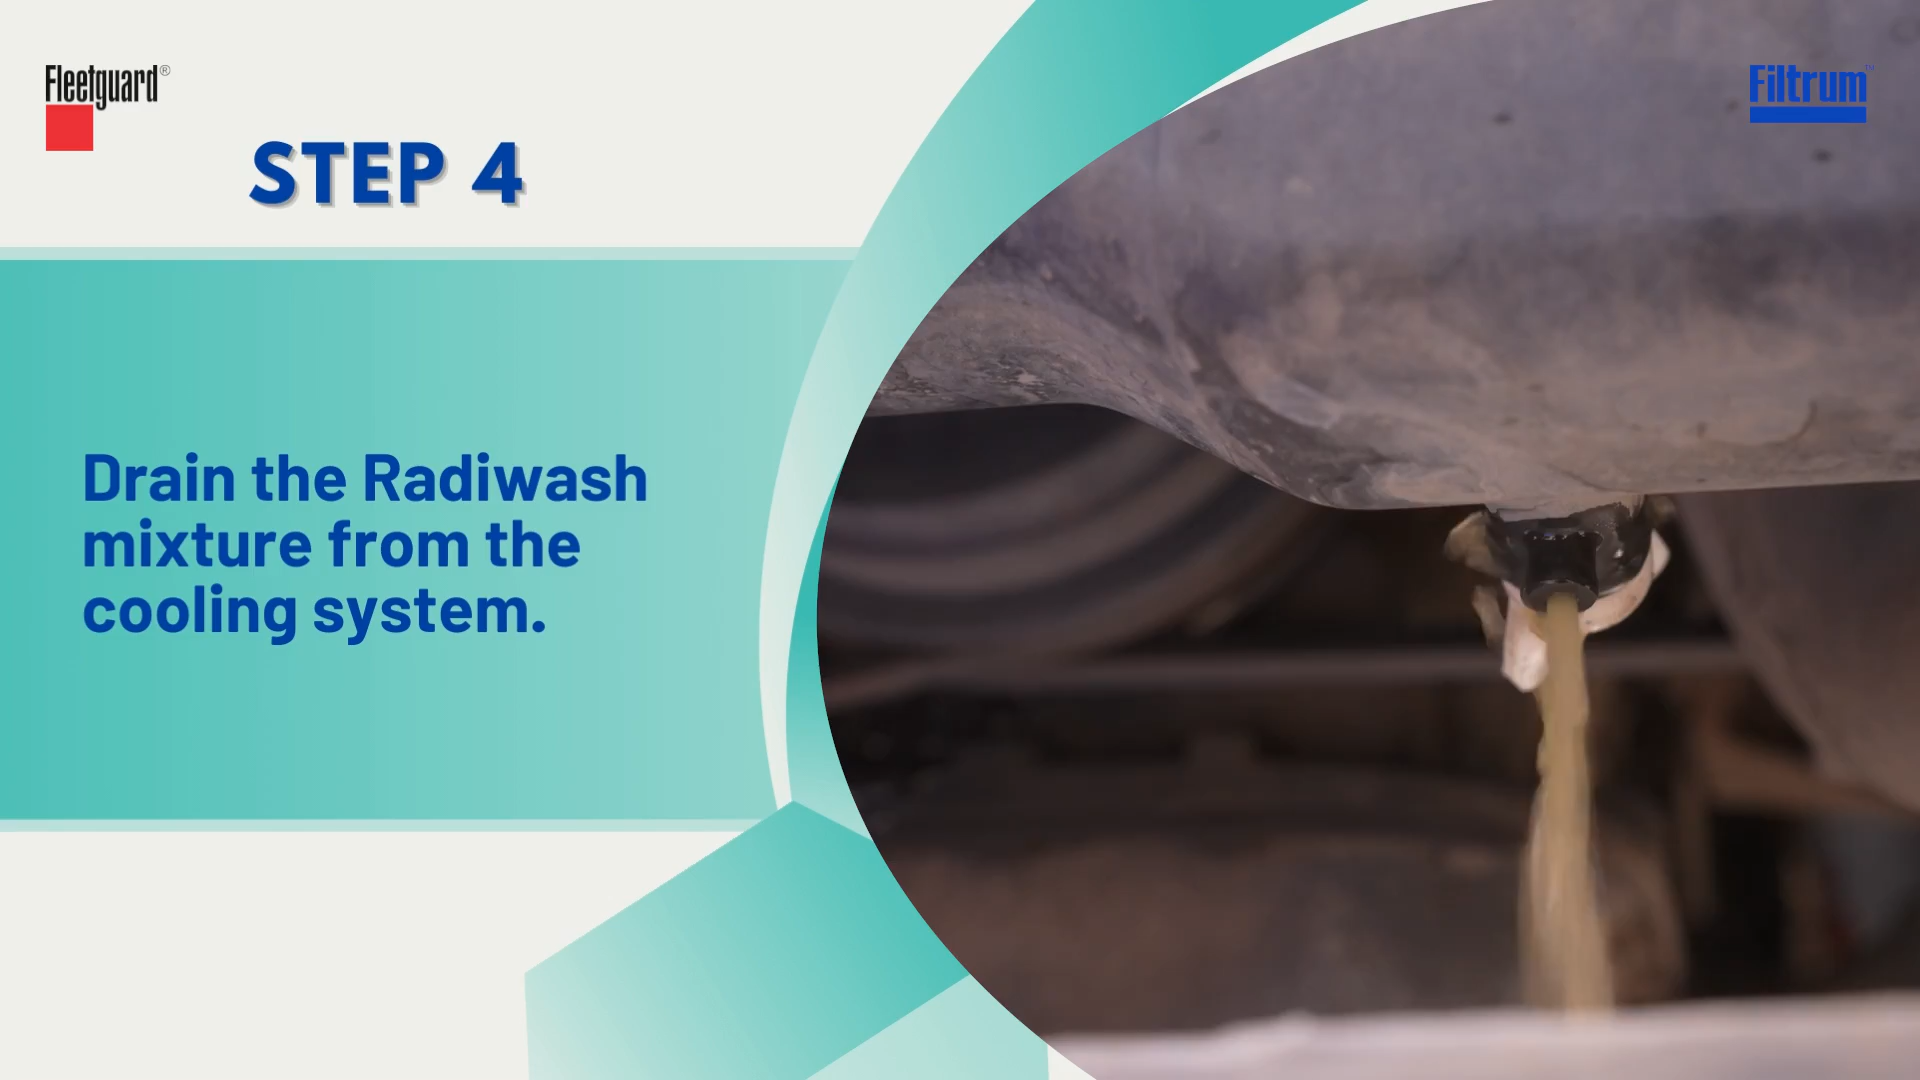 Fleetguard®
Filtrum™
STEP 4
Drain the Radiwash
mixture from the
cooling system.